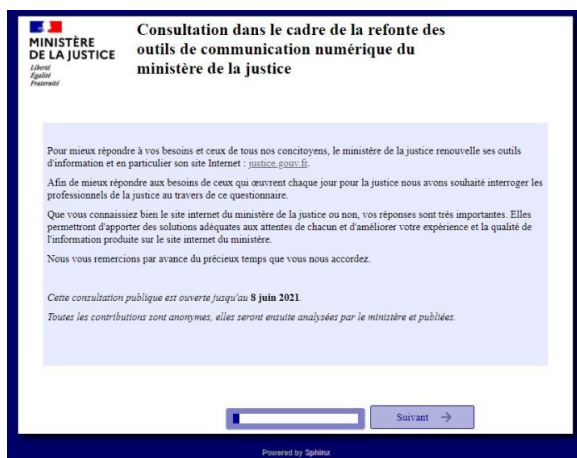 MINISTÈRE
DE LA JUSTICE
Liberté
Égalité
Fraternité
Consultation dans le cadre de la refonte des
outils de communication numérique du
ministère de la justice
Pour mieux répondre à vos besoins et ceux de tous nos concitoyens, le ministère de la justice renouvelle ses outils
d'information et en particulier son site Internet : justice.gouv.fr.
Afin de mieux répondre aux besoins de ceux qui œuvrent chaque jour pour la justice nous avons souhaité interroger les
professionnels de la justice au travers de ce questionnaire.
Que vous connaissiez bien le site internet du ministère de la justice ou non, vos réponses sont très importantes. Elles
permettront d'apporter des solutions adéquates aux attentes de chacun et d'améliorer votre expérience et la qualité de
l'information produite sur le site internet du ministère.
Nous vous remercions par avance du précieux temps que vous nous accordez.
Cette consultation publique est ouverte jusqu'au 8 juin 2021.
Toutes les contributions sont anonymes, elles seront ensuite analysées par le ministère et publiées.
Suivant
Powered by Sphinx